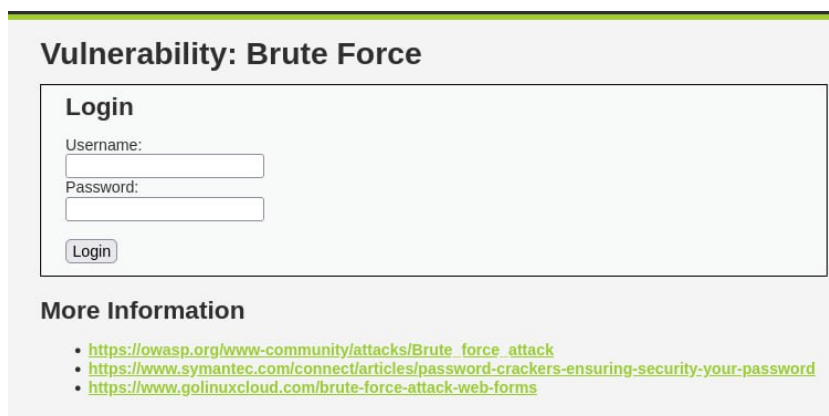 Vulnerability: Brute Force
Login
Username:
Password:
Login
More Information
https://owasp.org/www-community/attacks/Brute_force_attack
https://www.symantec.com/connect/articles/password-crackers-ensuring-security-your-password
https://www.golinuxcloud.com/brute-force-attack-web-forms